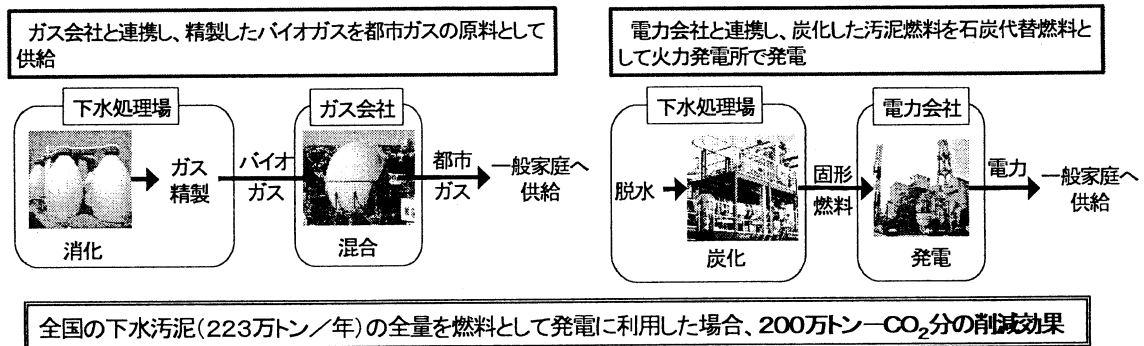 ガス会社と連携し、精製したバイオガスを都市ガスの原料として
供給
下水処理場
消化
ガス
精製
バイオ
ガス
ガス会社
混合
都市
ガス
一般家庭へ
供給
電力会社と連携し、炭化した汚泥燃料を石炭代替燃料と
して火力発電所で発電
下水処理場
脱水
炭化
固形
燃料
電力会社
発電
電力
一般家庭へ
供給
全国の下水汚泥(223万トン/年)の全量を燃料として発電に利用した場合、200万トン−CO₂分の削減効果